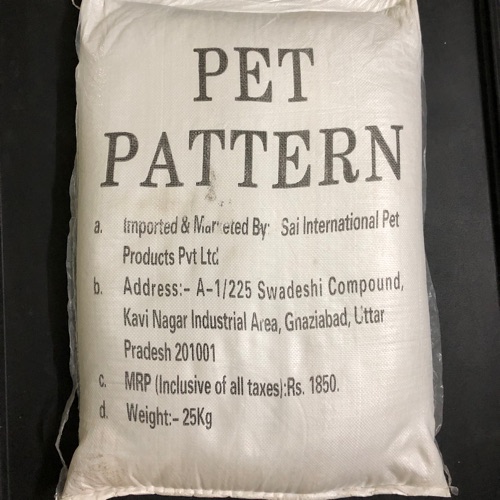 PET
PATTERN
a. Imported & Marketed By: Sai International Pet
Products Pvt Ltd
b. Address:- A-1/225 Swadeshi Compound,
Kavi Nagar Industrial Area, Gnaziabad, Uttar
Pradesh 201001
c. MRP (Inclusive of all taxes):Rs. 1850.
d. Weight:- 25Kg